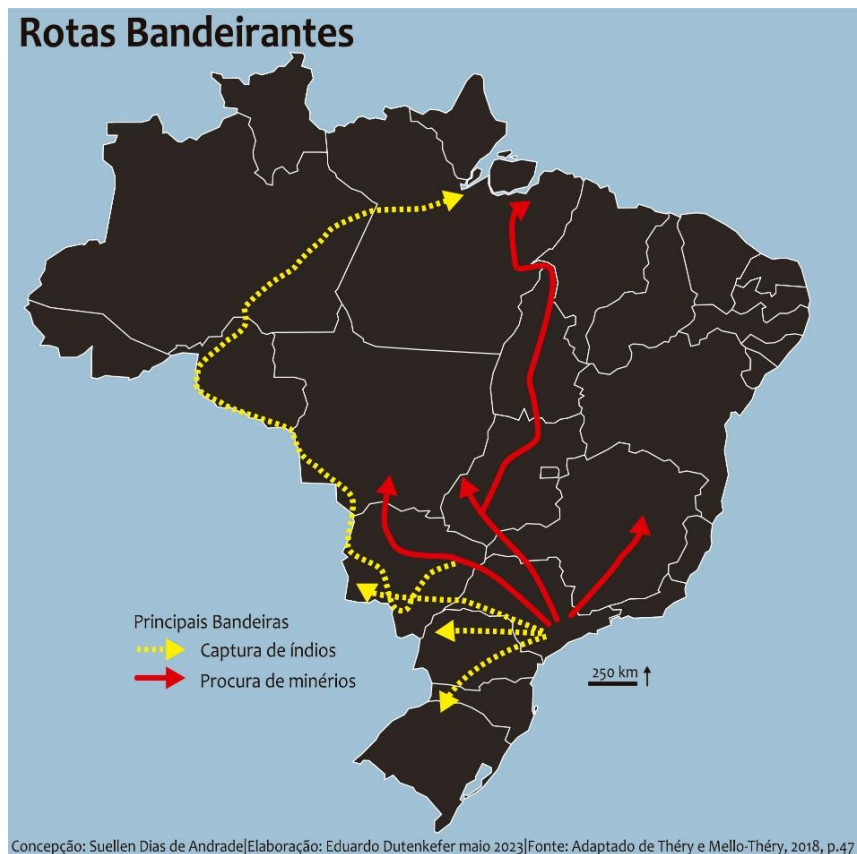 Rotas Bandeirantes
Principais Bandeiras
Captura de índios
Procura de minérios
250 km
Concepção: Suellen Dias de Andrade|Elaboração: Eduardo Dutenkefer maio 2023|Fonte: Adaptado de Théry e Mello-Théry, 2018, p.47